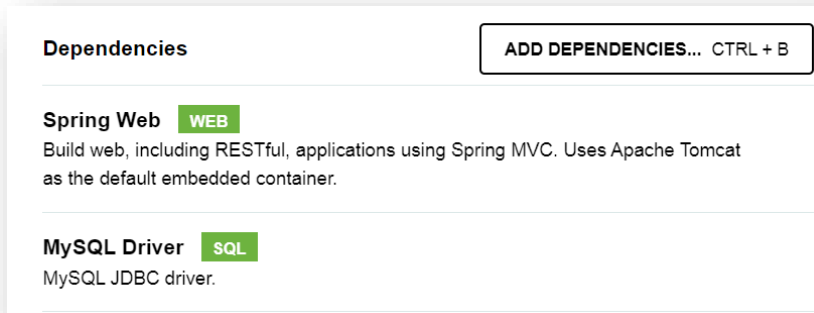 Dependencies
ADD DEPENDENCIES... CTRL + B
Spring Web WEB
Build web, including RESTful, applications using Spring MVC. Uses Apache Tomcat
as the default embedded container.
MySQL Driver SQL
MySQL JDBC driver.